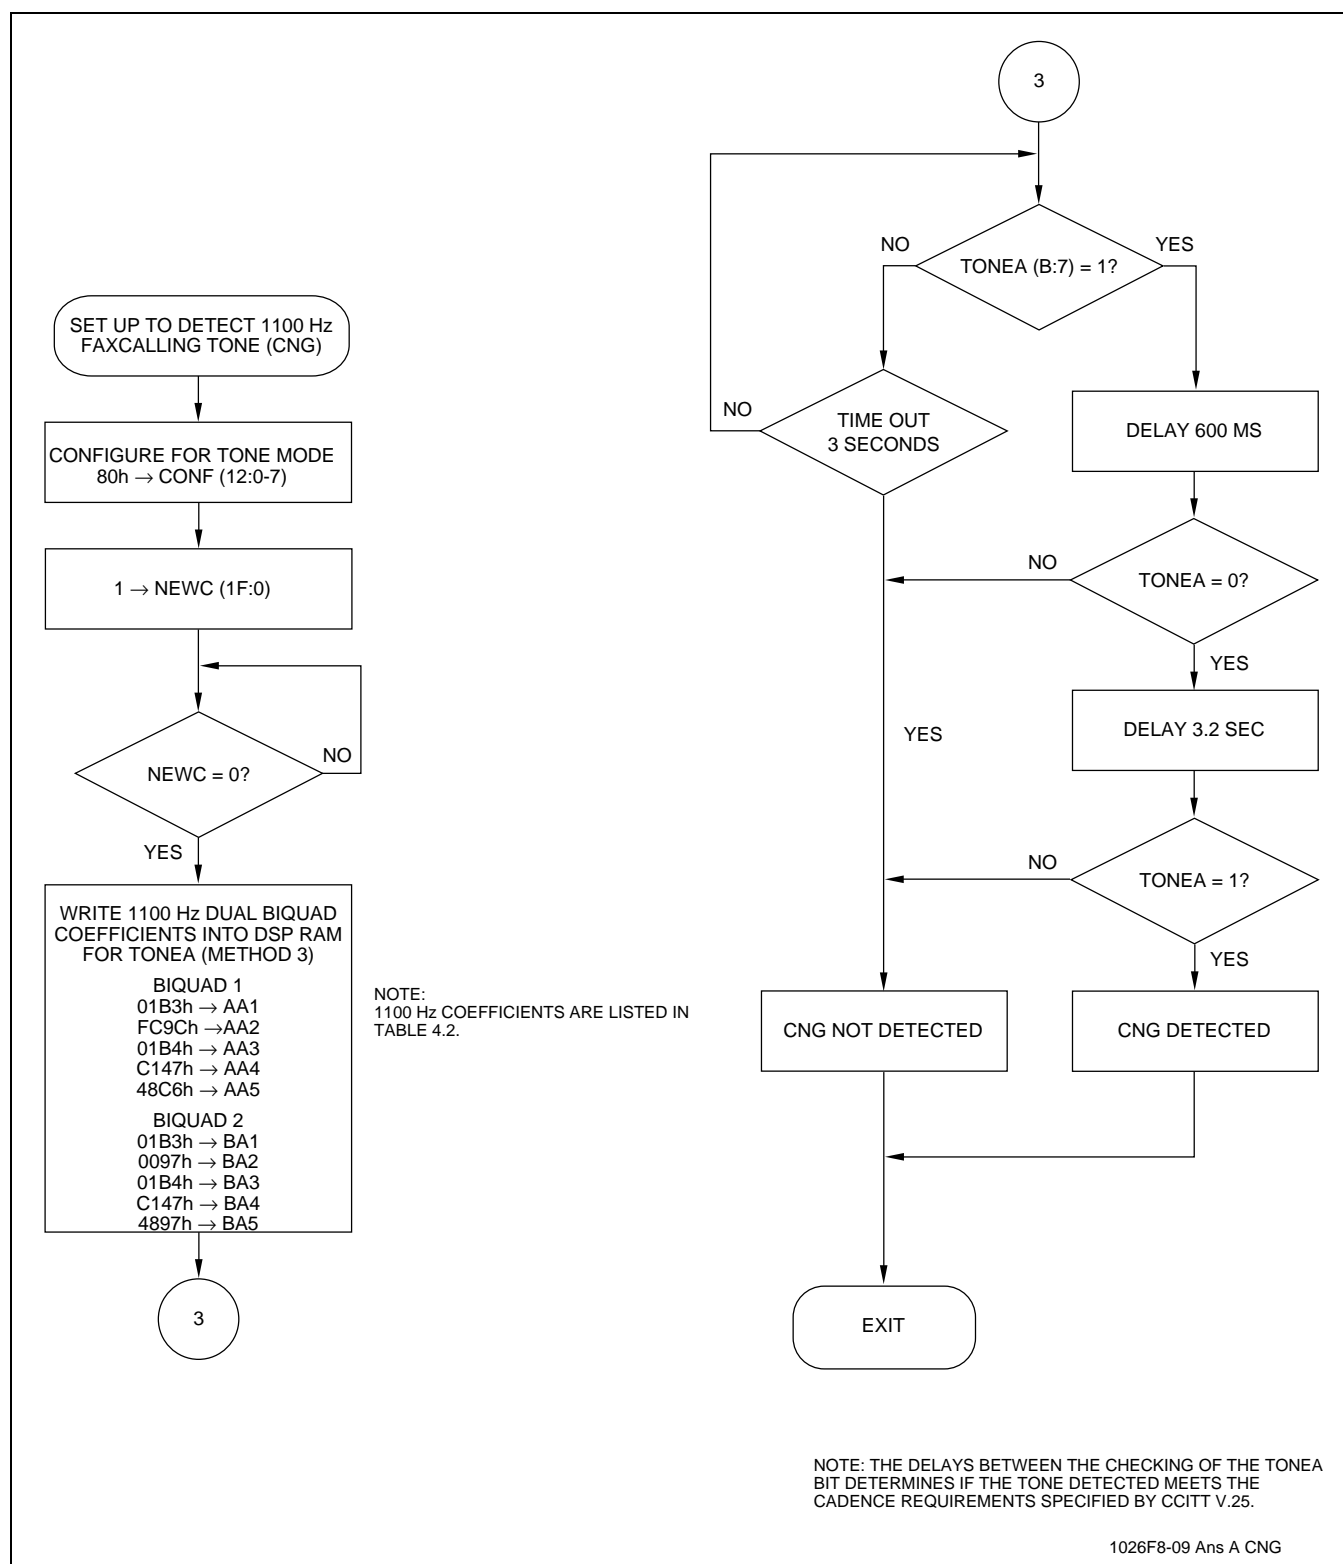 SET UP TO DETECT 1100 Hz
FAXCALLING TONE (CNG)
CONFIGURE FOR TONE MODE
80h → CONF (12:0-7)
1 → NEWC (1F:0)
NEWC = 0?
NO
YES
WRITE 1100 Hz DUAL BIQUAD
COEFFICIENTS INTO DSP RAM
FOR TONEA (METHOD 3)
BIQUAD 1
01B3h → AA1
FC9Ch →AA2
01B4h → AA3
C147h → AA4
48C6h → AA5
BIQUAD 2
01B3h → BA1
0097h → BA2
01B4h → BA3
C147h → BA4
4897h → BA5
3
NOTE:
1100 Hz COEFFICIENTS ARE LISTED IN
TABLE 4.2.
3
TONEA (B:7) = 1?
NO
YES
TIME OUT
3 SECONDS
NO
YES
DELAY 600 MS
TONEA = 0?
NO
YES
DELAY 3.2 SEC
TONEA = 1?
NO
YES
CNG NOT DETECTED
CNG DETECTED
EXIT
NOTE: THE DELAYS BETWEEN THE CHECKING OF THE TONEA
BIT DETERMINES IF THE TONE DETECTED MEETS THE
CADENCE REQUIREMENTS SPECIFIED BY CCITT V.25.
1026F8-09 Ans A CNG